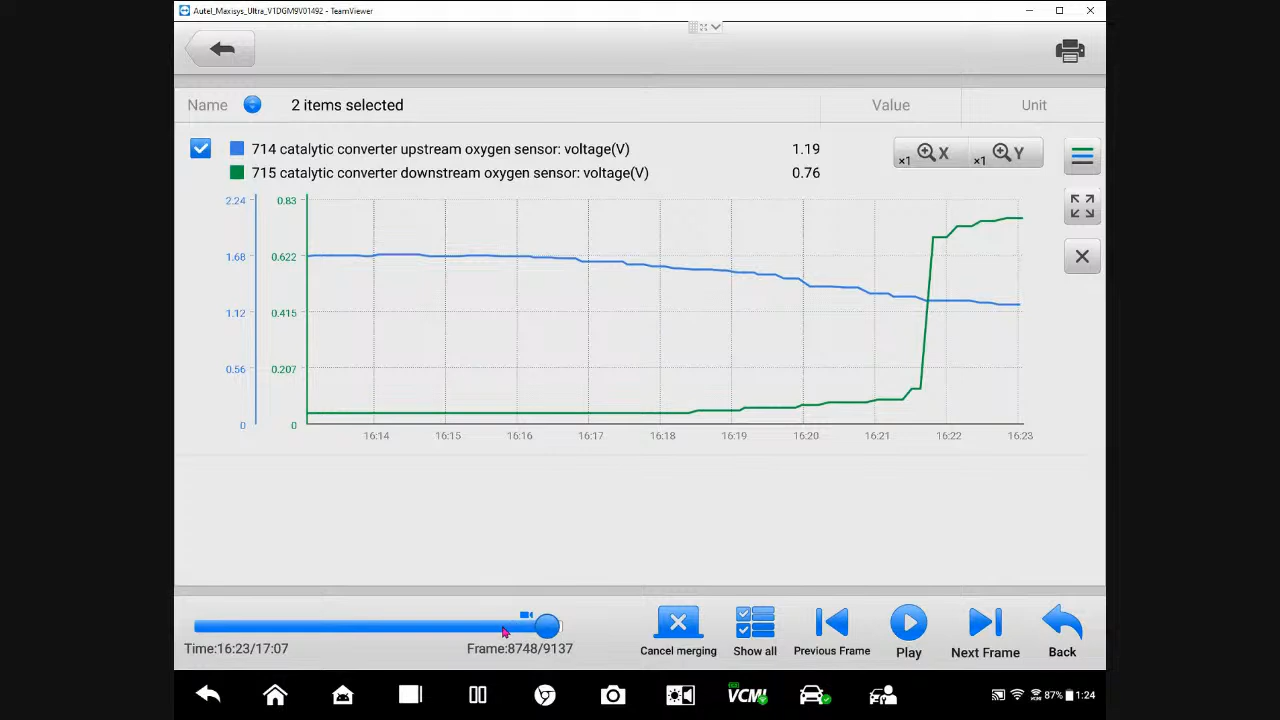 Autel_Maxisys_Ultra_V1DGM9V01492 - TeamViewer
Name 2 items selected Value Unit
714 catalytic converter upstream oxygen sensor: voltage(V) 1.19
715 catalytic converter downstream oxygen sensor: voltage(V) 0.76
×1 X ×1 Y
2.24 0.83
1.68 0.622
1.12 0.415
0.56 0.207
0 0
16:14 16:15 16:16 16:17 16:18 16:19 16:20 16:21 16:22 16:23
Time:16:23/17:07 Frame:8748/9137
Cancel merging Show all Previous Frame Play Next Frame Back
VCMI 87% 1:24